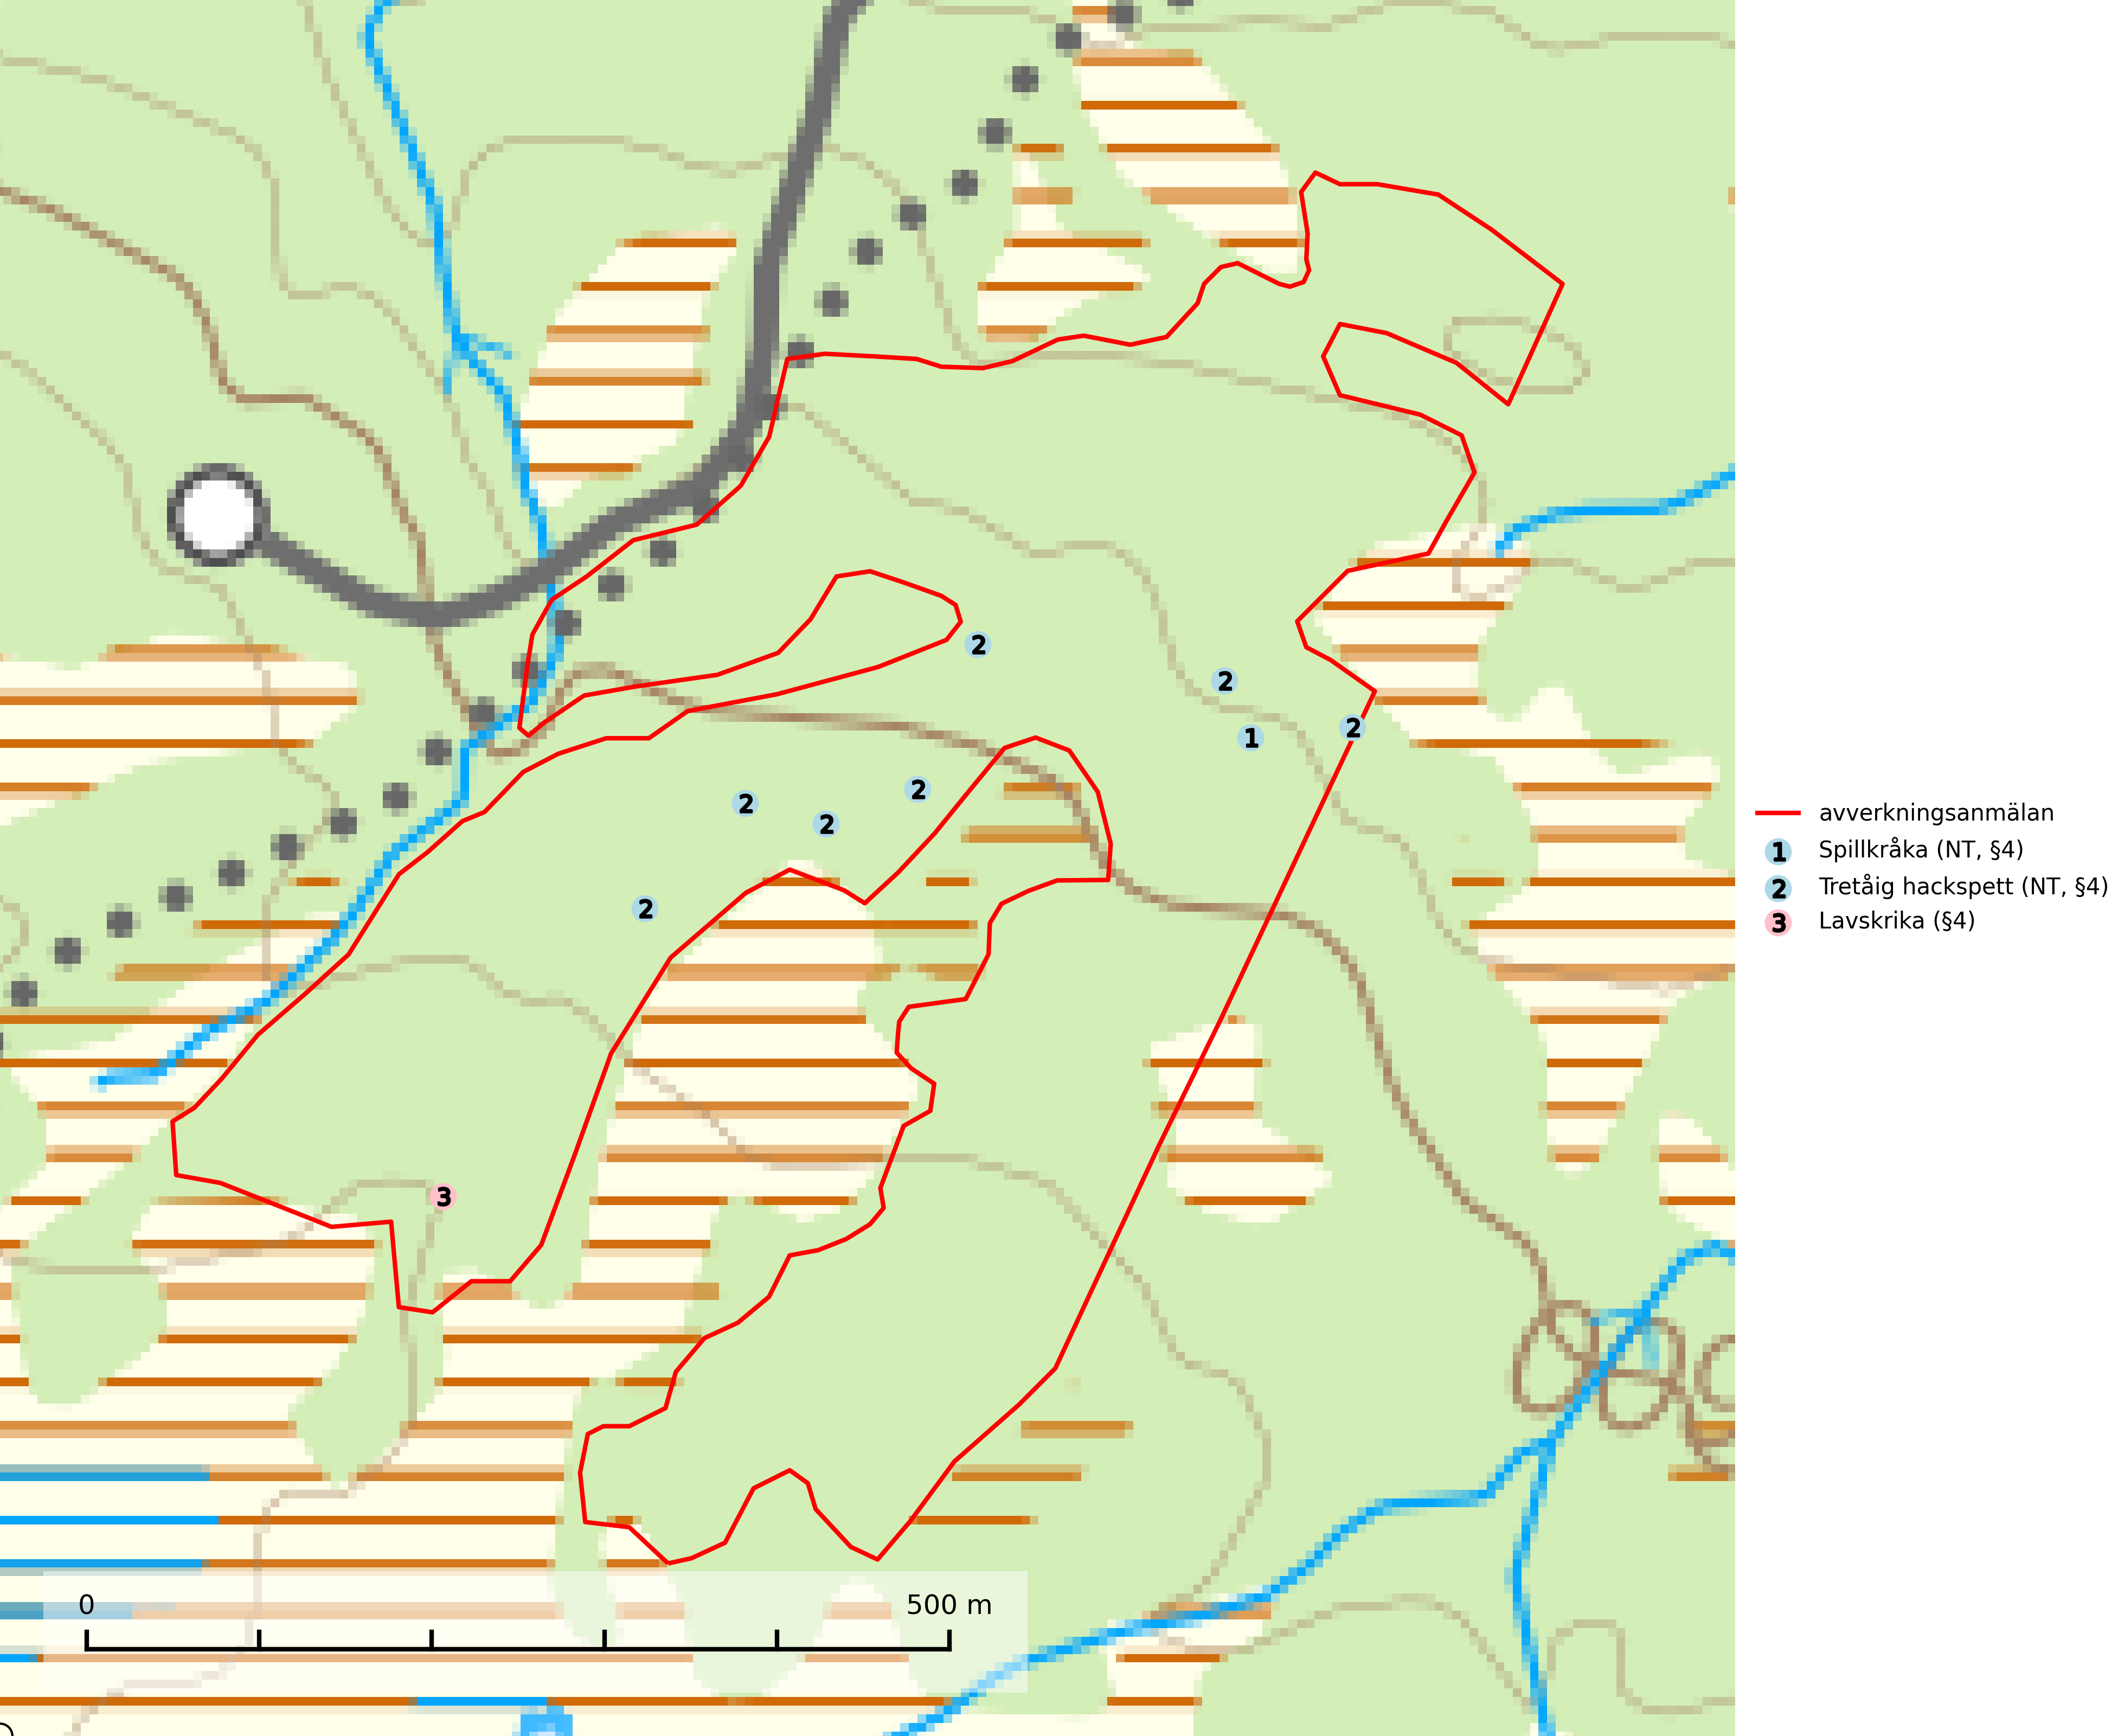 2
2
1
2
2
2
2
2
3
avverkningsanmälan
1 Spillkråka (NT, §4)
2 Tretåig hackspett (NT, §4)
3 Lavskrika (§4)
0 500 m